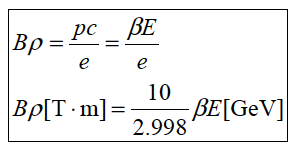 Bρ = pc/e = βE/e
Bρ[T·m] = 10/2.998 βE[GeV]